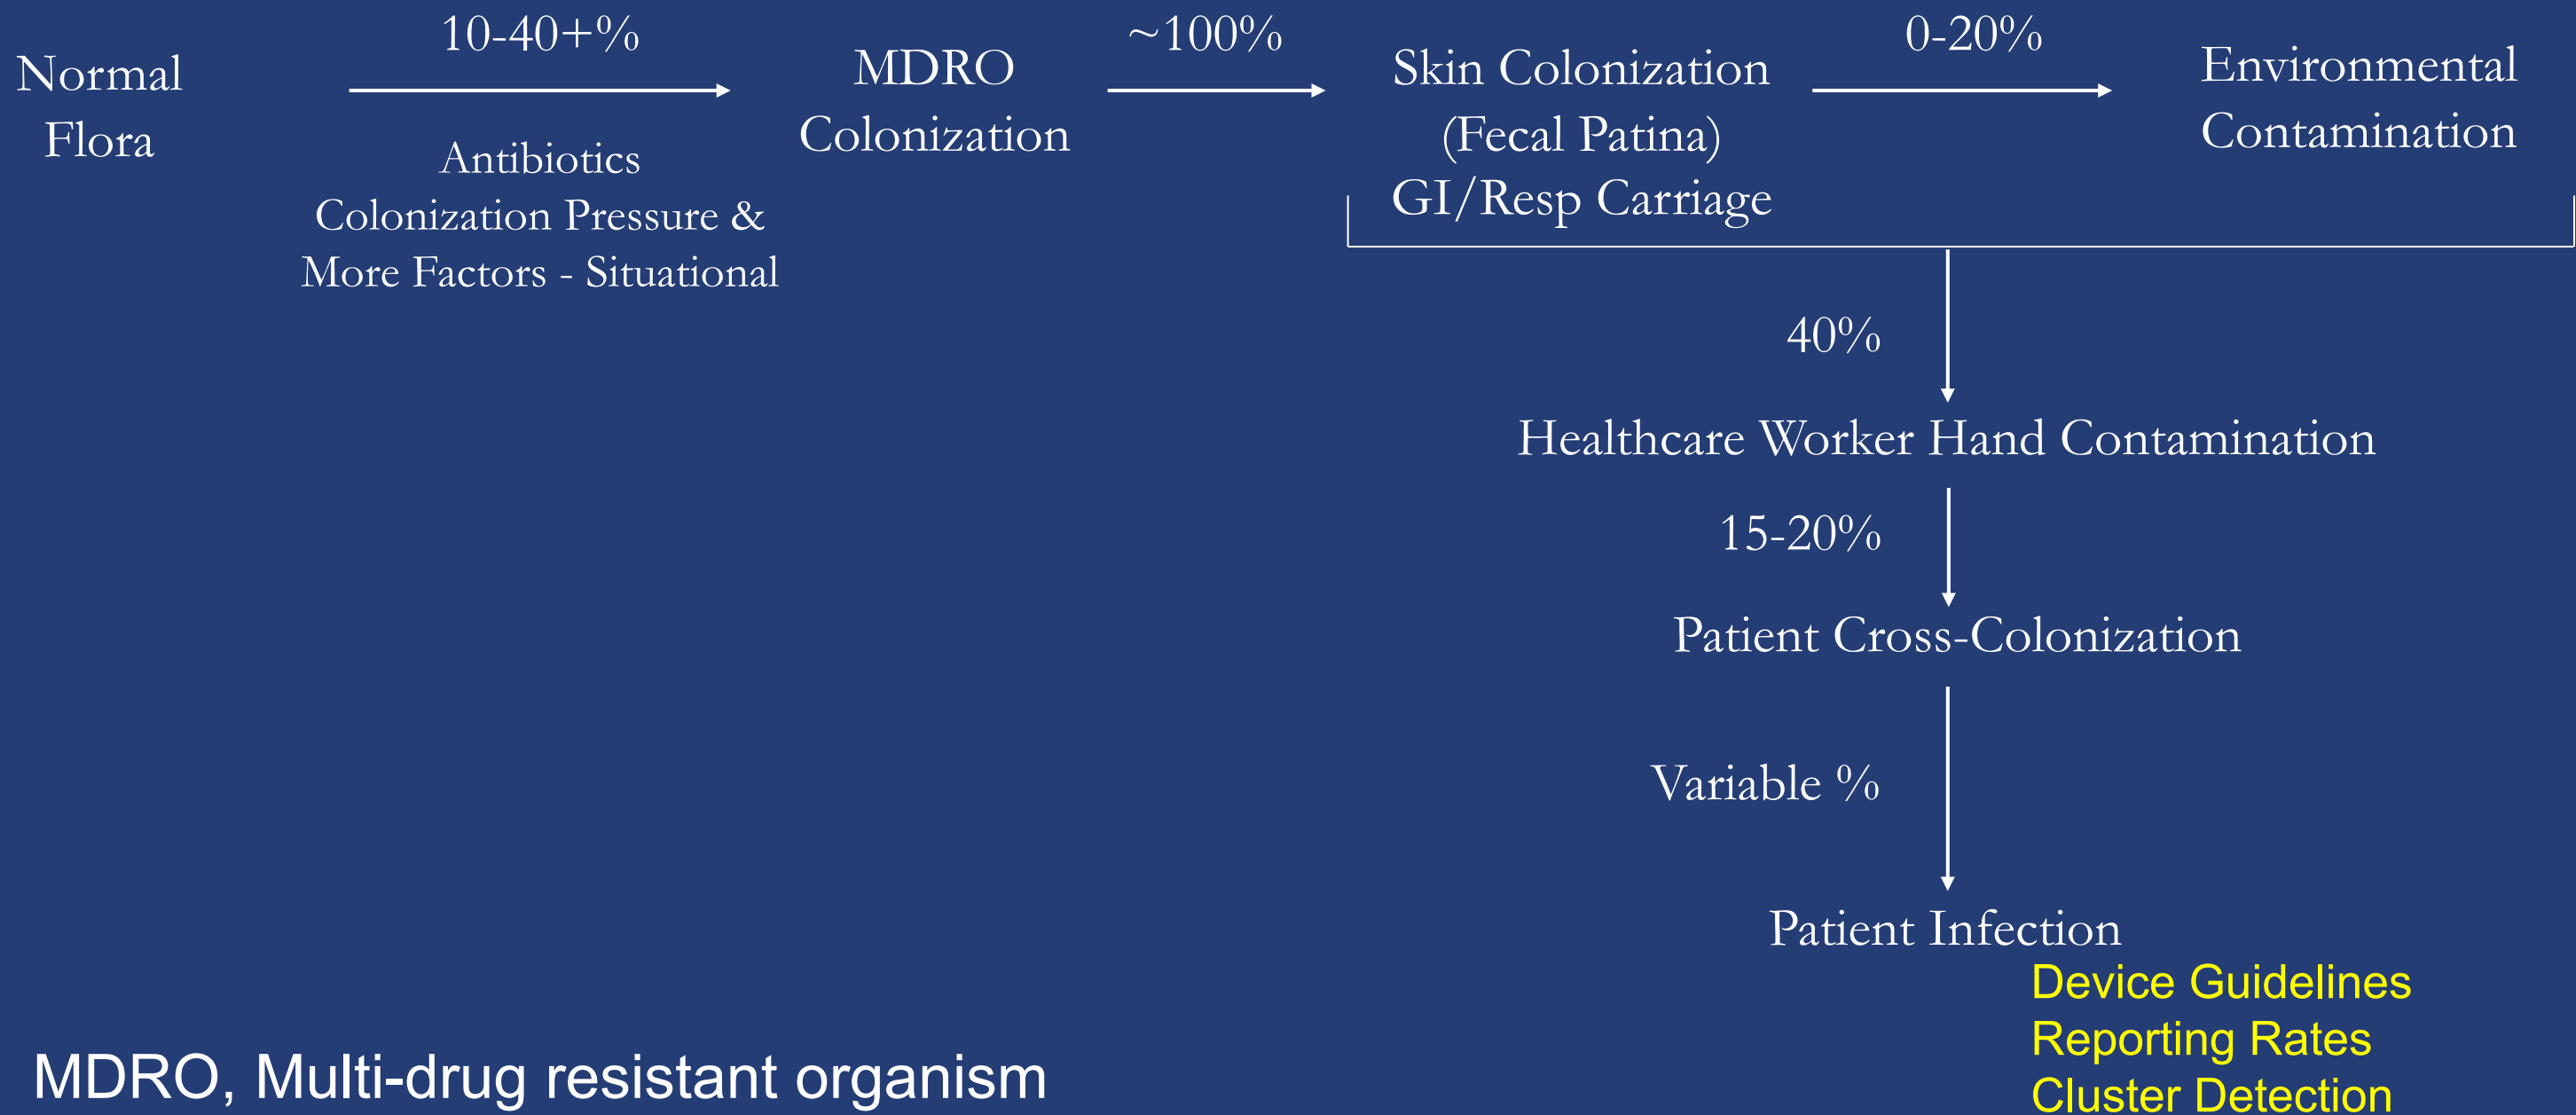 Normal
Flora
10-40+%
Antibiotics
Colonization Pressure &
More Factors - Situational
MDRO
Colonization
~100%
Skin Colonization
(Fecal Patina)
GI/Resp Carriage
0-20%
Environmental
Contamination
40%
Healthcare Worker Hand Contamination
15-20%
Patient Cross-Colonization
Variable %
Patient Infection
Device Guidelines
Reporting Rates
Cluster Detection
MDRO, Multi-drug resistant organism